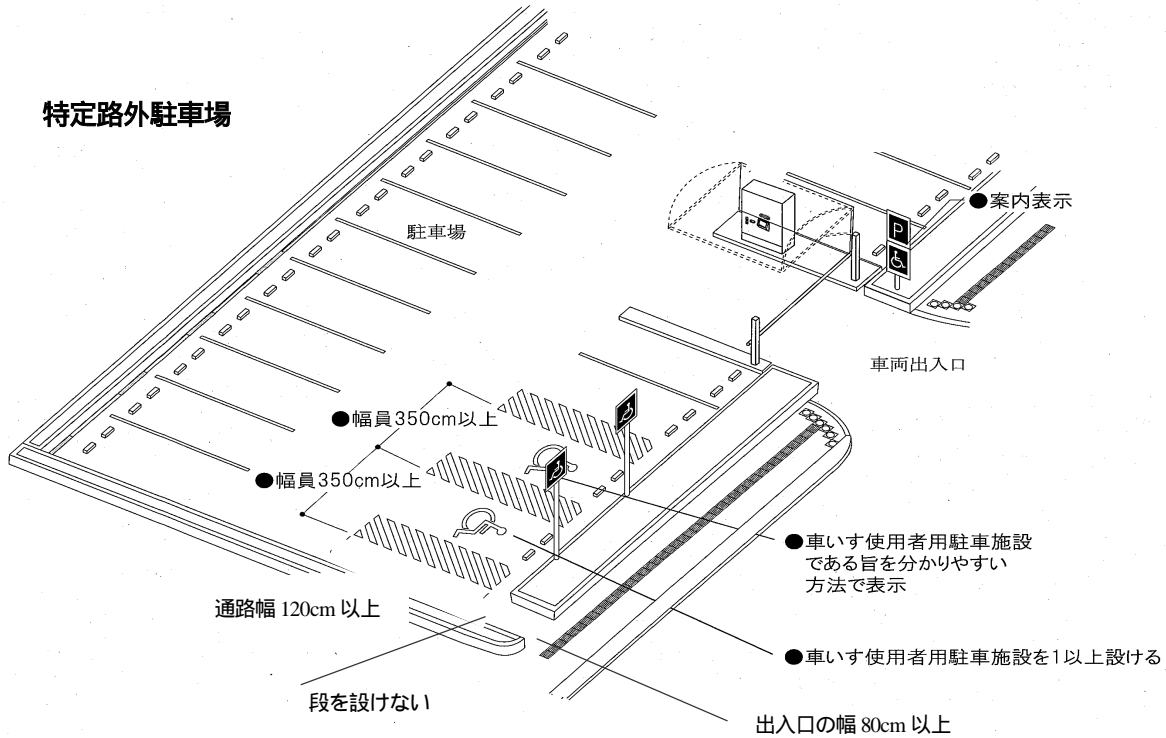 特定路外駐車場
●案内表示
P
駐車場
車両出入口
●幅員350cm以上
●幅員350cm以上
●車いす使用者用駐車施設
である旨を分かりやすい
方法で表示
通路幅 120cm 以上
●車いす使用者用駐車施設を1以上設ける
段を設けない
出入口の幅 80cm 以上